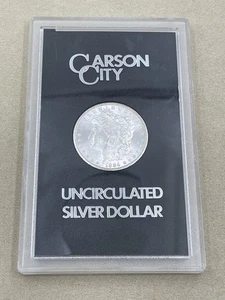 CARSON
CITY
UNCIRCULATED
SILVER DOLLAR